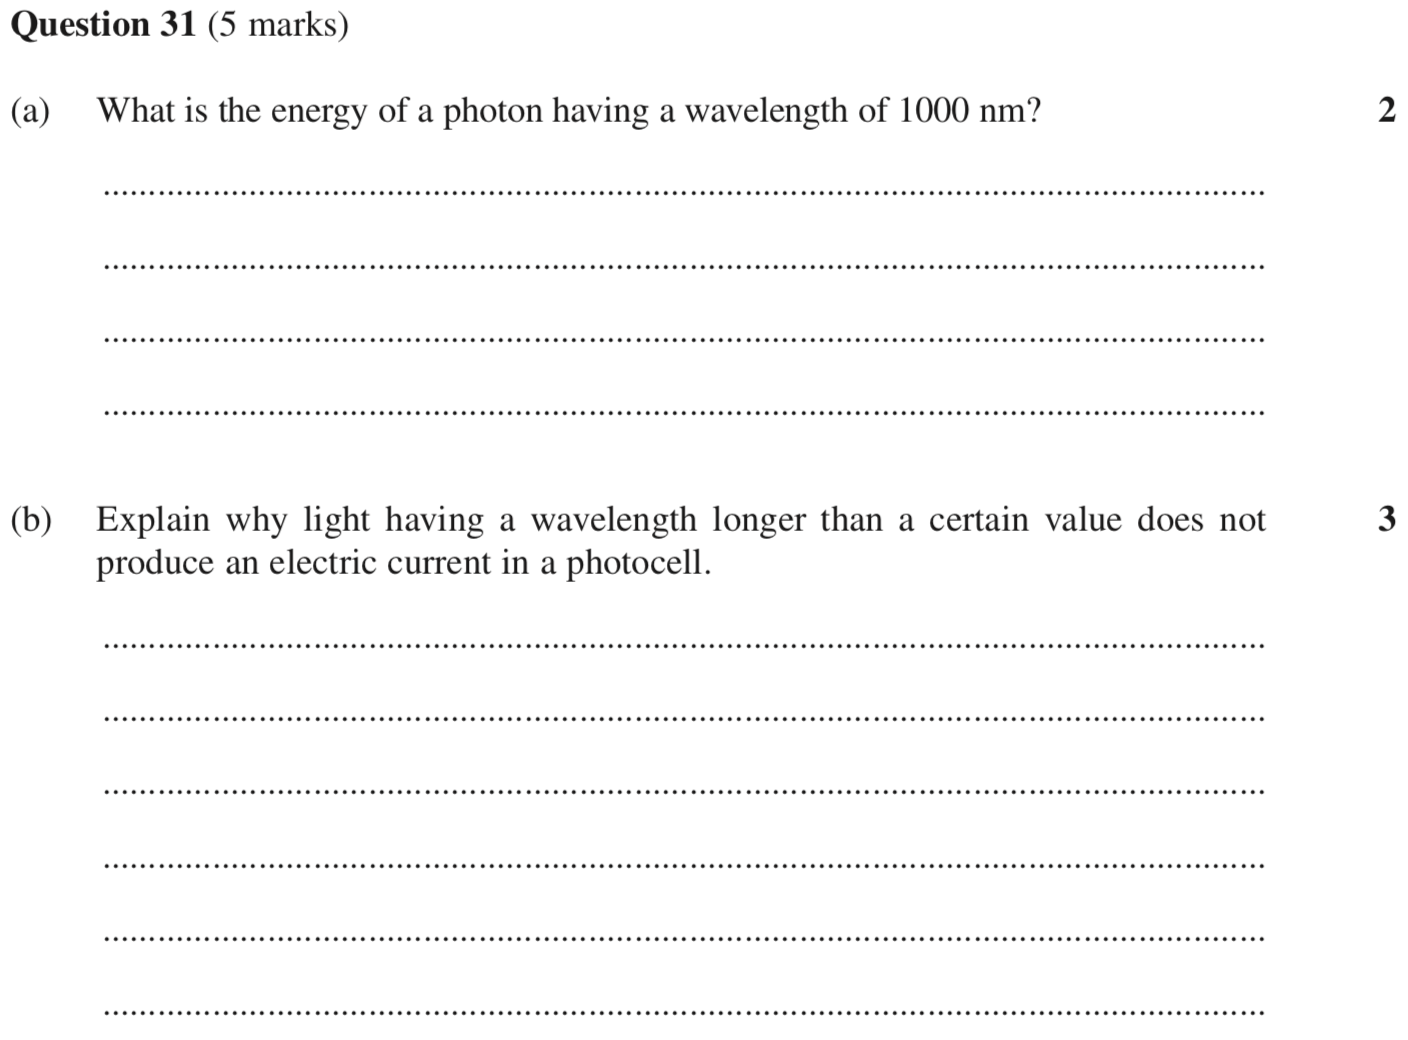 Question 31 (5 marks)
(a) What is the energy of a photon having a wavelength of 1000 nm? 2
(b) Explain why light having a wavelength longer than a certain value does not 3
produce an electric current in a photocell.